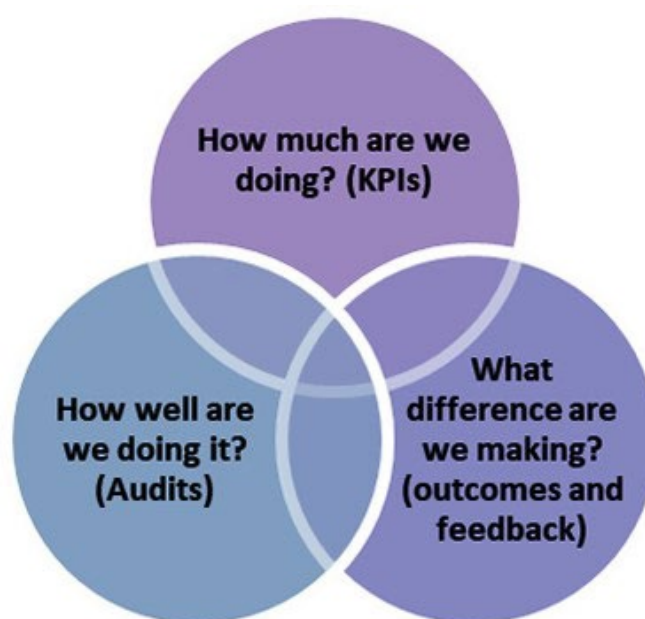 How much are we
doing? (KPIs)
How well are
we doing it?
(Audits)
What
difference are
we making?
(outcomes and
feedback)